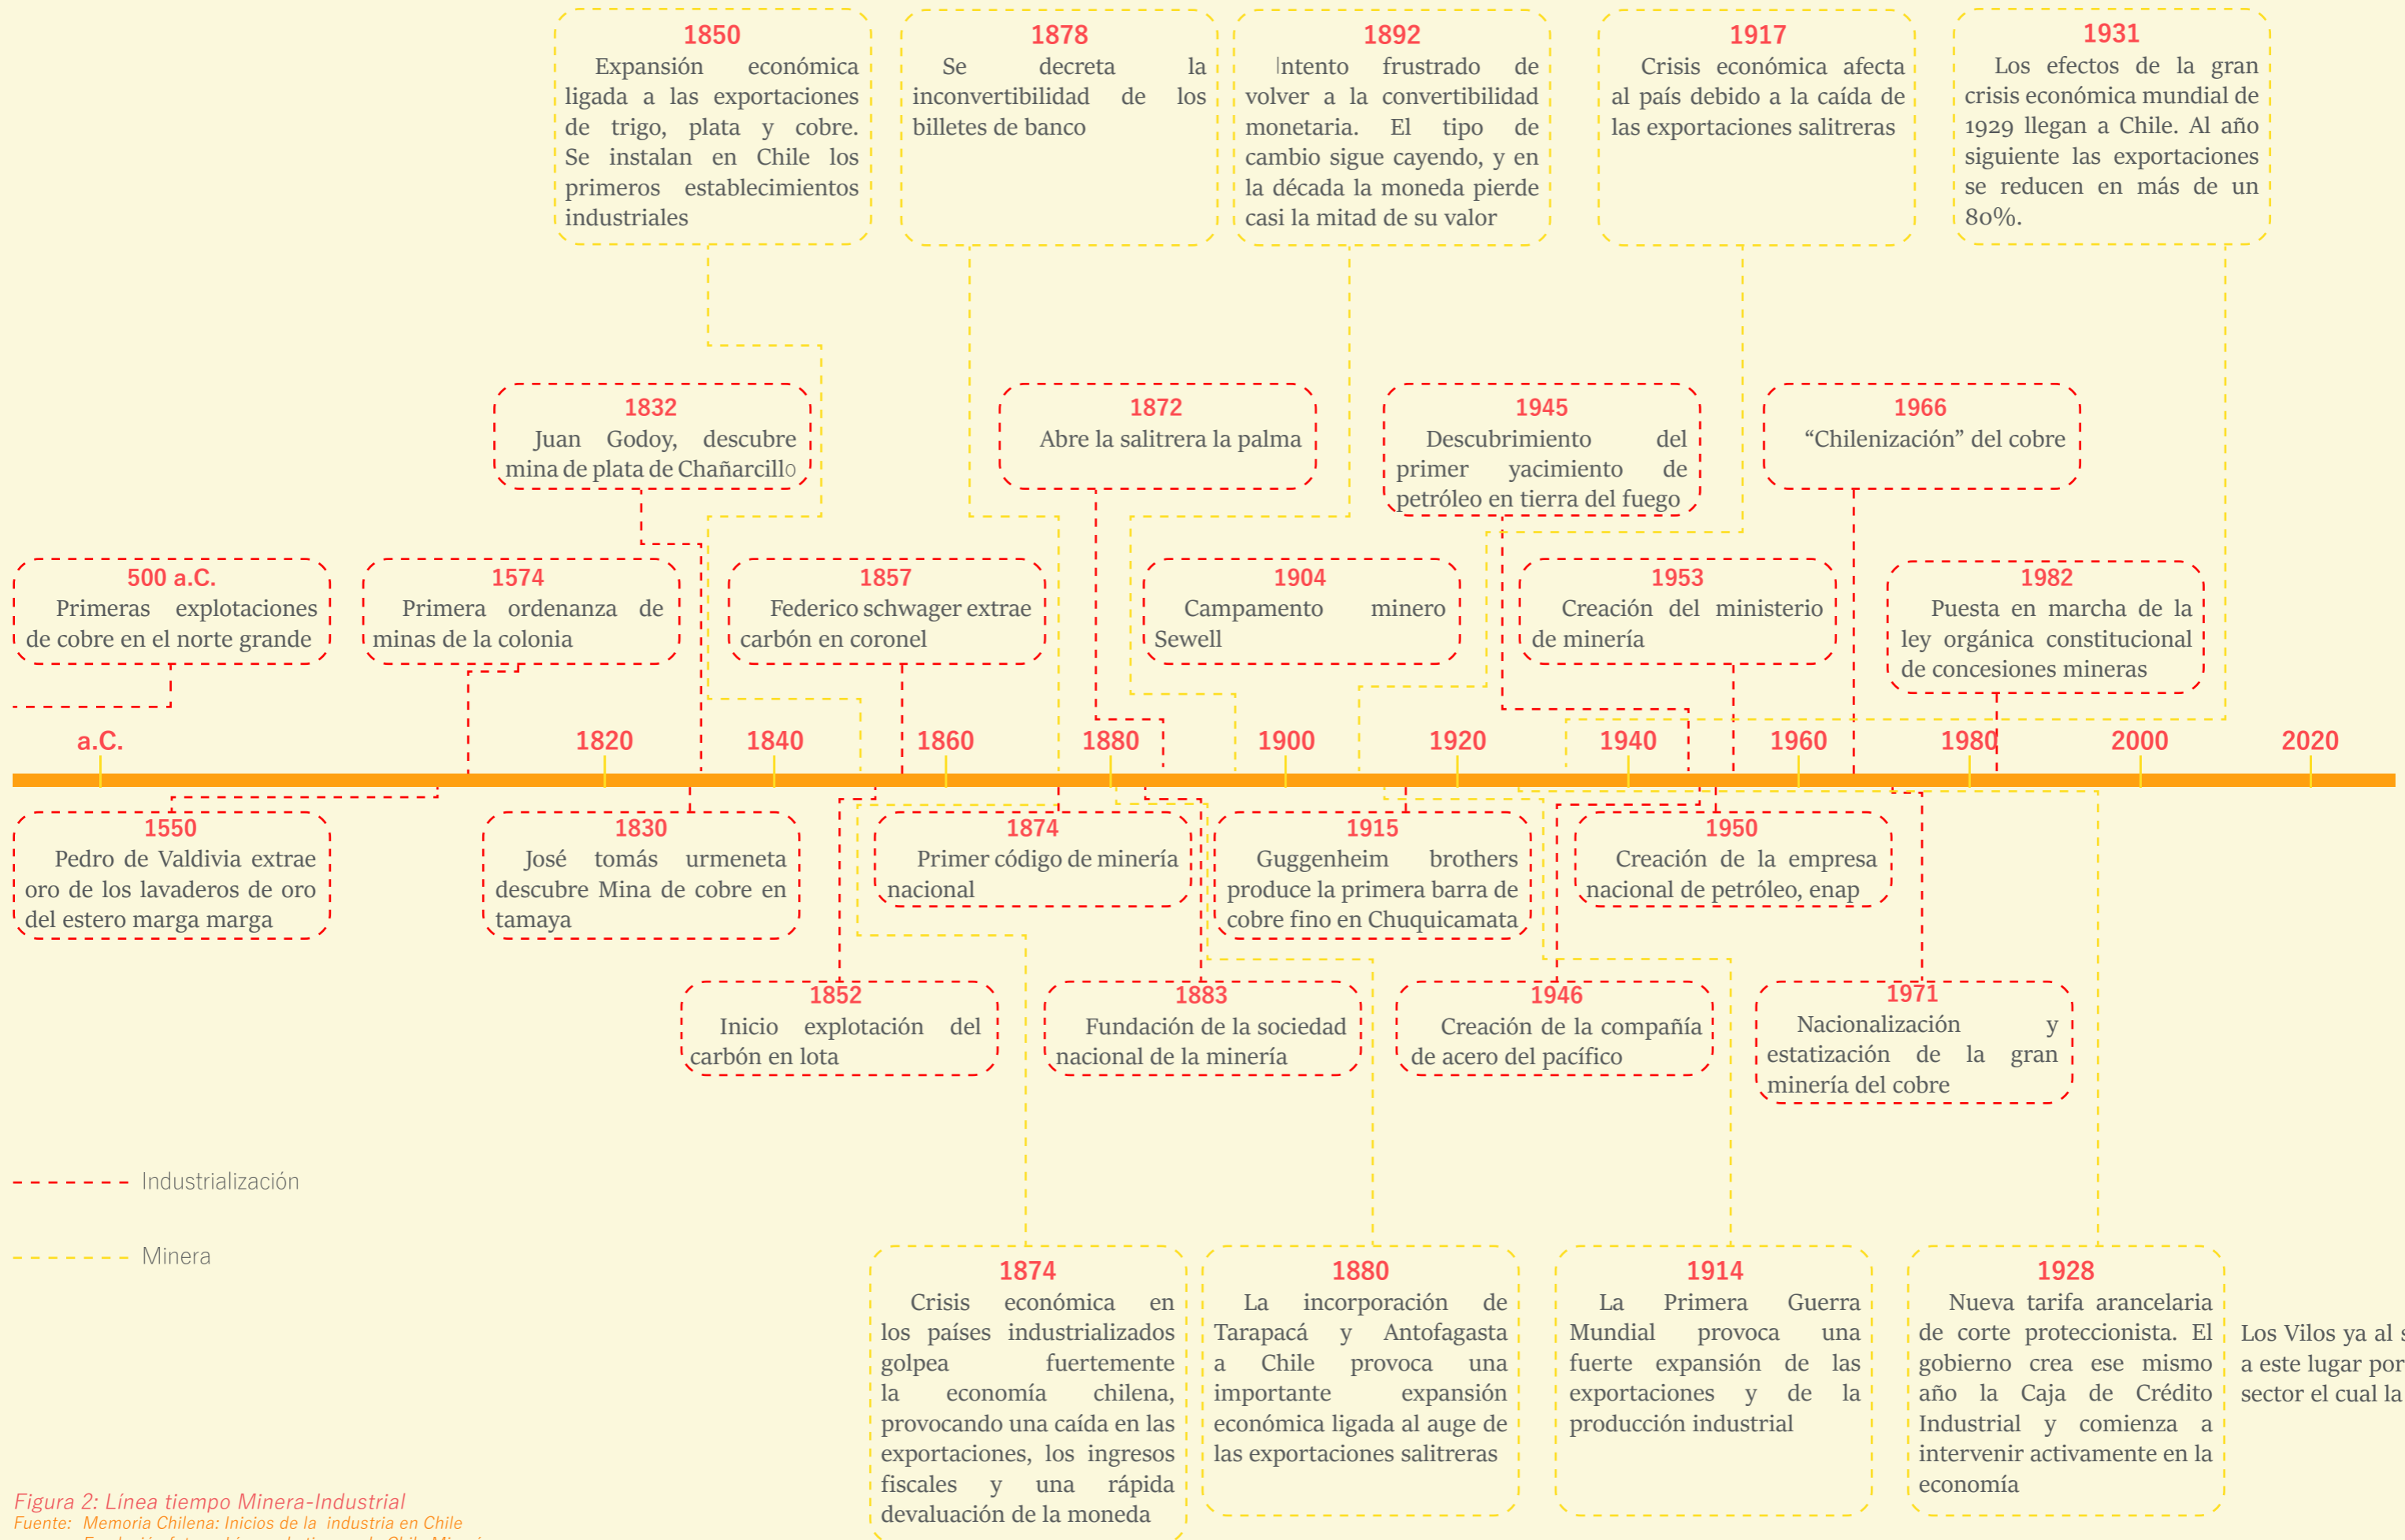 1850
Expansión económica
ligada a las exportaciones
de trigo, plata y cobre.
Se instalan en Chile los
primeros establecimientos
industriales
1878
Se decreta la
inconvertibilidad de los
billetes de banco
1892
Intento frustrado de
volver a la convertibilidad
monetaria. El tipo de
cambio sigue cayendo, y en
la década la moneda pierde
casi la mitad de su valor
1917
Crisis económica afecta
al país debido a la caída de
las exportaciones salitreras
1931
Los efectos de la gran
crisis económica mundial de
1929 llegan a Chile. Al año
siguiente las exportaciones
se reducen en más de un
80%.
1832
Juan Godoy, descubre
mina de plata de Chañarcillo
1872
Abre la salitrera la palma
1945
Descubrimiento del
primer yacimiento de
petróleo en tierra del fuego
1966
“Chilenización” del cobre
500 a.C.
Primeras explotaciones
de cobre en el norte grande
1574
Primera ordenanza de
minas de la colonia
1857
Federico schwager extrae
carbón en coronel
1904
Campamento minero
Sewell
1953
Creación del ministerio
de minería
1982
Puesta en marcha de la
ley orgánica constitucional
de concesiones mineras
a.C. 1820 1840 1860 1880 1900 1920 1940 1960 1980 2000 2020
1550
Pedro de Valdivia extrae
oro de los lavaderos de oro
del estero marga marga
1830
José tomás urmeneta
descubre Mina de cobre en
tamaya
1874
Primer código de minería
nacional
1915
Guggenheim brothers
produce la primera barra de
cobre fino en Chuquicamata
1950
Creación de la empresa
nacional de petróleo, enap
1852
Inicio explotación del
carbón en lota
1883
Fundación de la sociedad
nacional de la minería
1946
Creación de la compañía
de acero del pacífico
1971
Nacionalización y
estatización de la gran
minería del cobre
Industrialización
Minera
1874
Crisis económica en
los países industrializados
golpea fuertemente
la economía chilena,
provocando una caída en las
exportaciones, los ingresos
fiscales y una rápida
devaluación de la moneda
1880
La incorporación de
Tarapacá y Antofagasta
a Chile provoca una
importante expansión
económica ligada al auge de
las exportaciones salitreras
1914
La Primera Guerra
Mundial provoca una
fuerte expansión de las
exportaciones y de la
producción industrial
1928
Nueva tarifa arancelaria
de corte proteccionista. El
gobierno crea ese mismo
año la Caja de Crédito
Industrial y comienza a
intervenir activamente en la
economía
Los Vilos ya al
a este lugar por
sector el cual la
Figura 2: Línea tiempo Minera-Industrial
Fuente: Memoria Chilena: Inicios de la industria en Chile